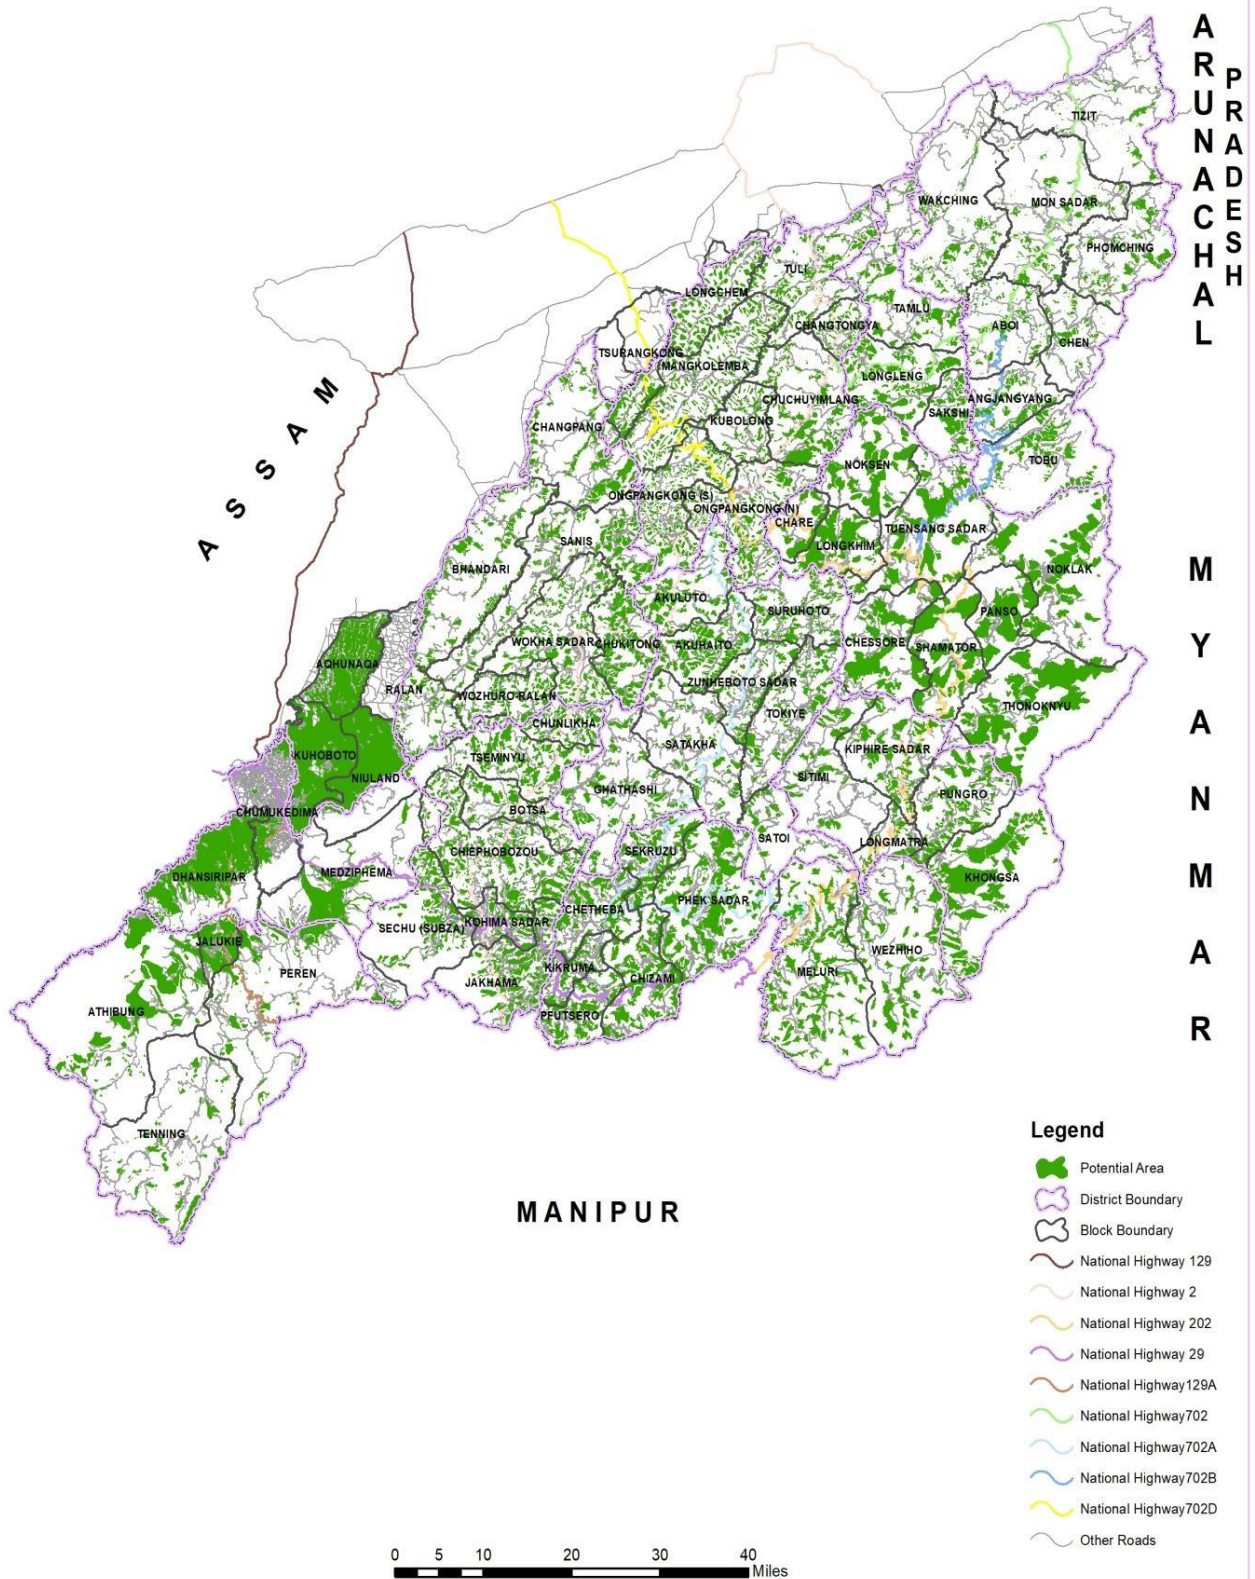 ARUNACHAL
PRADESH
TIZIT
WAKCHING
MON SADAR
PHOMCHING
TULI
LONGCHEM
TAMLU
CHANGTONGYA
ABOI
CHEN
TSURANGKONG
MANGKOLEMBA
LONGLENG
CHUCHUYIMLANG
ANGJANGYANG
SAKSHI
KUBOLONG
CHANGPANG
ASSAM
TOBU
NOKSEN
ONGPANGKONG (S)
ONGPANGKONG (N)
CHARE
TUENSANG SADAR
LONGKHIM
SANIS
BHANDARI
NOKLAK
MYANMAR
AKULUTO
SURUHOTO
PANSO
WOKHA SADAR
CHUKITONG
AKUHAITO
CHESSORE
SHAMATOR
AQHUNAQA
RALAN
WOZHURO RALAN
ZUNHEBOTO SADAR
TOKIYE
THONOKNYU
CHUNLIKHA
KUHOBOTO
NIULAND
TSEMINYU
SATAKHA
KIPHIRE SADAR
SITIMI
GHATHASHI
PUNGRO
CHUMUKEDIMA
BOTSA
SATOI
LONGMATRA
CHIEPHOBOZOU
SEKRUZU
DHANSIRIPAR
MEDZIPHEMA
KHONGSA
PHEK SADAR
CHETHEBA
SECHU (SUBZA)
KOHIMA SADAR
JALUKIE
PEREN
WEZHIHO
KIKRUMA
CHIZAMI
MELURI
JAKHAMA
ATHIBUNG
PFUTSERO
TENNING
MANIPUR
Legend
Potential Area
District Boundary
Block Boundary
National Highway 129
National Highway 2
National Highway 202
National Highway 29
National Highway129A
National Highway702
National Highway702A
National Highway702B
National Highway702D
Other Roads
0 5 10 20 30 40
Miles